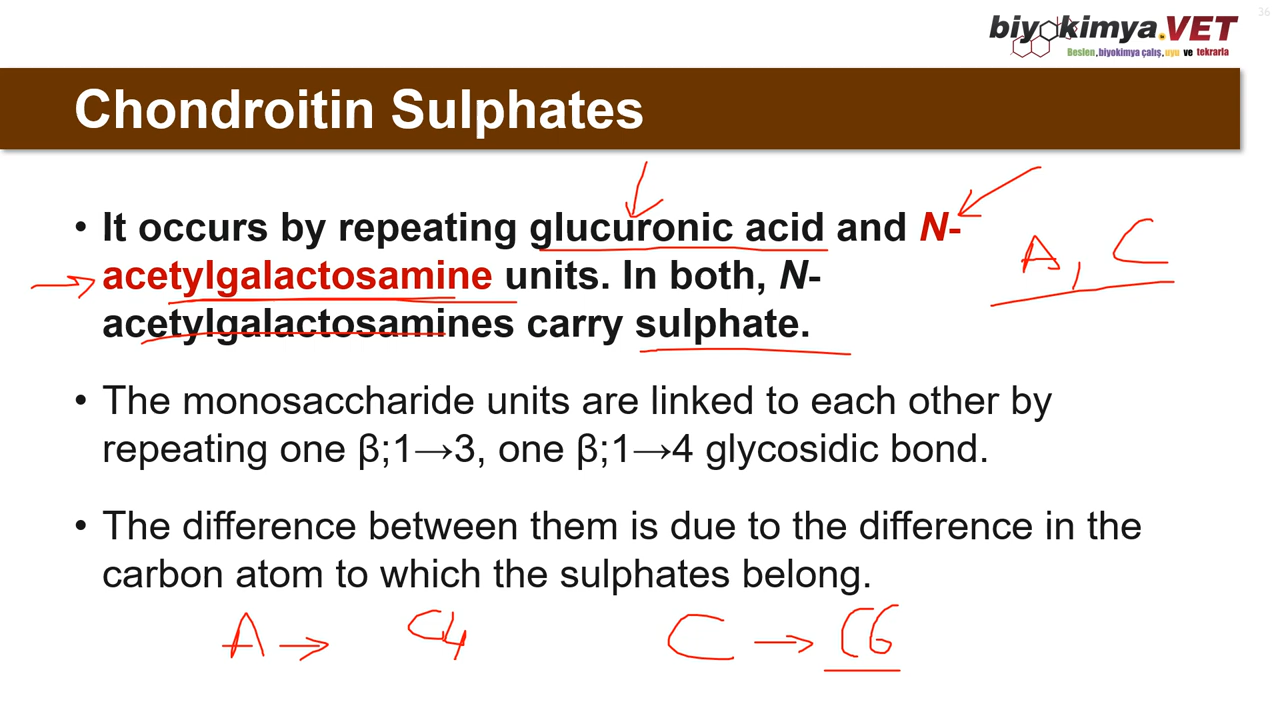 36
biyokimya.VET
Beslen, biyokimya çalış, uyu ve tekrarla
Chondroitin Sulphates
• It occurs by repeating glucuronic acid and N-
acetylgalactosamine units. In both, N-
acetylgalactosamines carry sulphate.
A, C
• The monosaccharide units are linked to each other by
repeating one β;1→3, one β;1→4 glycosidic bond.
• The difference between them is due to the difference in the
carbon atom to which the sulphates belong.
A → C4 C → C6